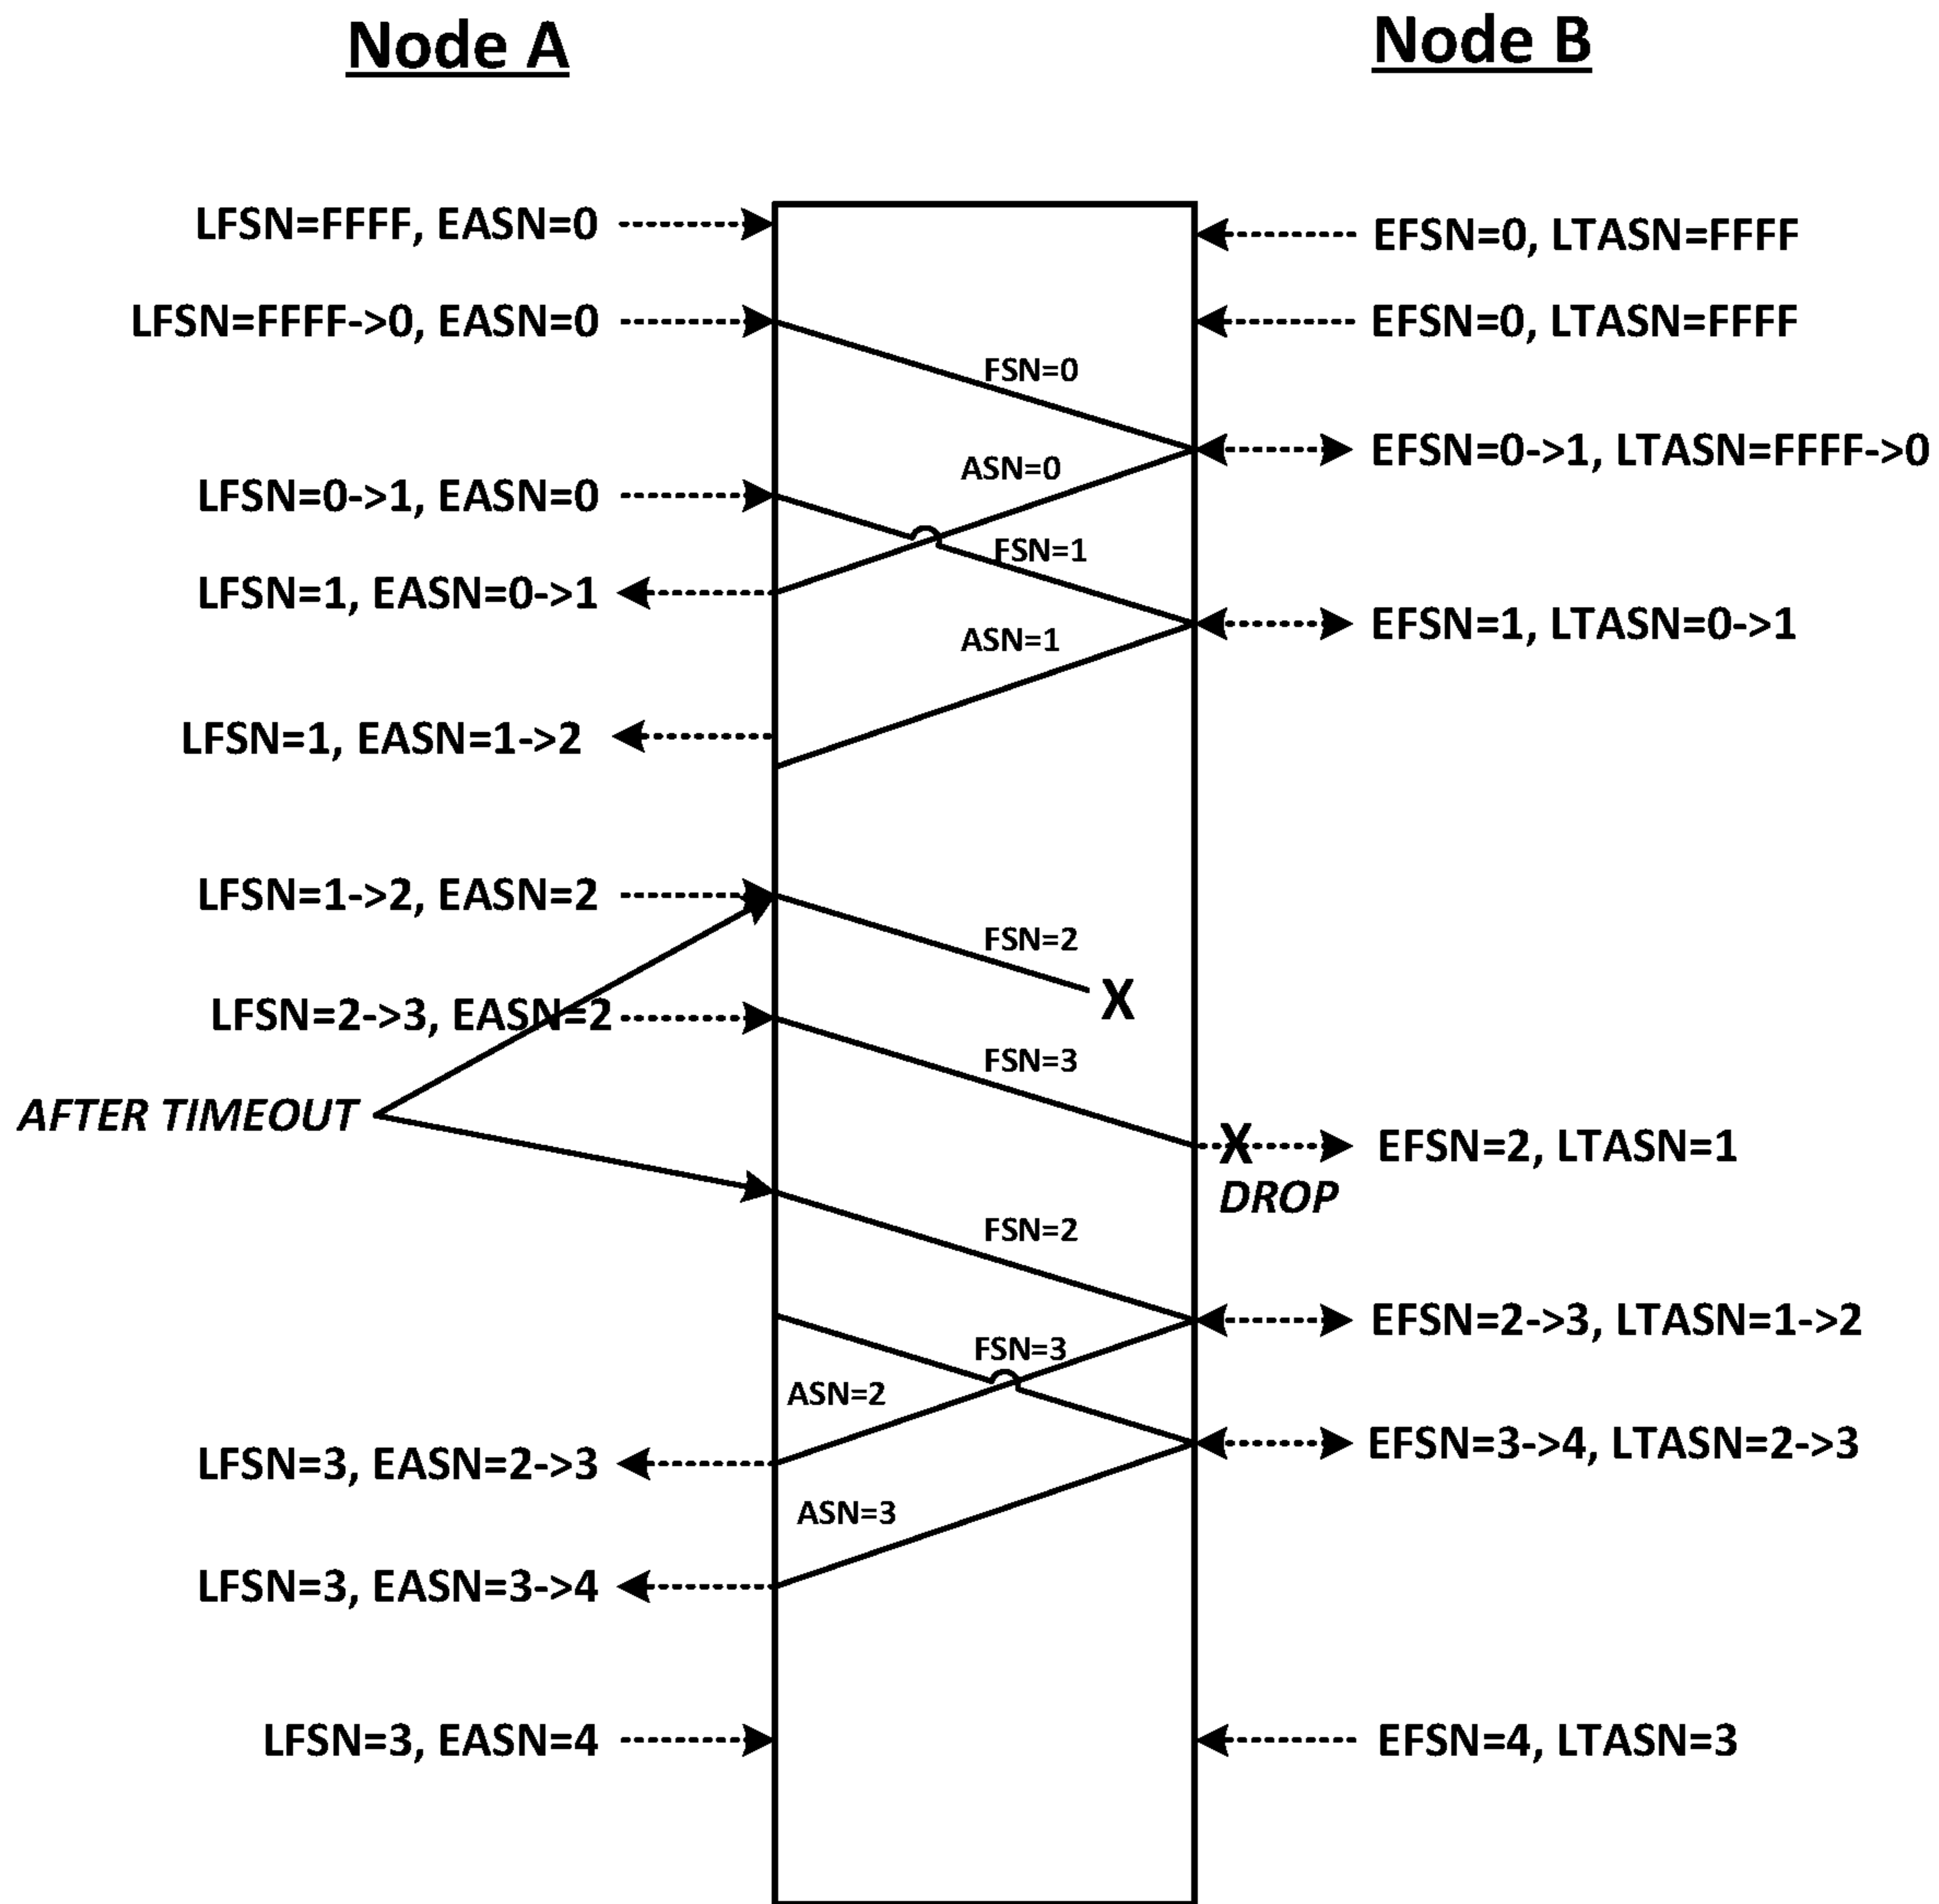 Node A
Node B
LFSN=FFFF, EASN=0
EFSN=0, LTASN=FFFF
LFSN=FFFF->0, EASN=0
EFSN=0, LTASN=FFFF
FSN=0
EFSN=0->1, LTASN=FFFF->0
ASN=0
LFSN=0->1, EASN=0
FSN=1
LFSN=1, EASN=0->1
EFSN=1, LTASN=0->1
ASN=1
LFSN=1, EASN=1->2
LFSN=1->2, EASN=2
FSN=2
X
LFSN=2->3, EASN=2
FSN=3
AFTER TIMEOUT
X
EFSN=2, LTASN=1
DROP
FSN=2
EFSN=2->3, LTASN=1->2
FSN=3
ASN=2
EFSN=3->4, LTASN=2->3
LFSN=3, EASN=2->3
ASN=3
LFSN=3, EASN=3->4
LFSN=3, EASN=4
EFSN=4, LTASN=3